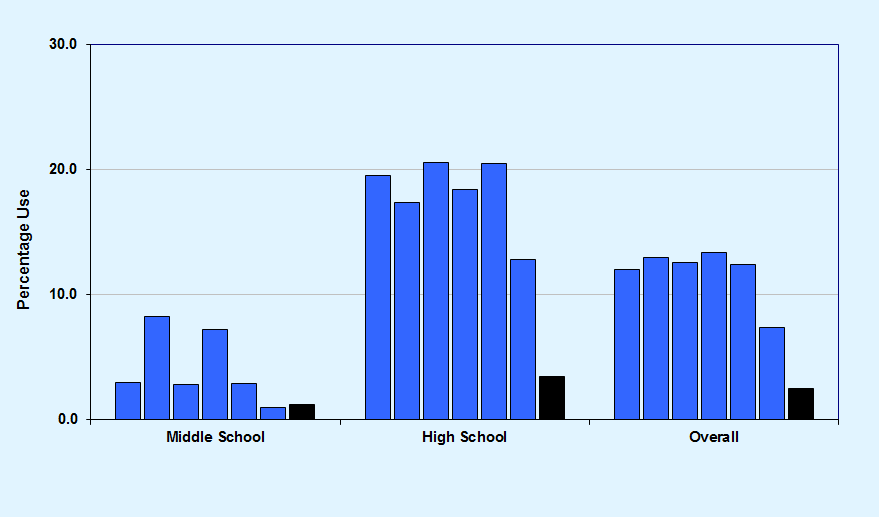 30.0
20.0
10.0
0.0
Percentage Use
Middle School
High School
Overall